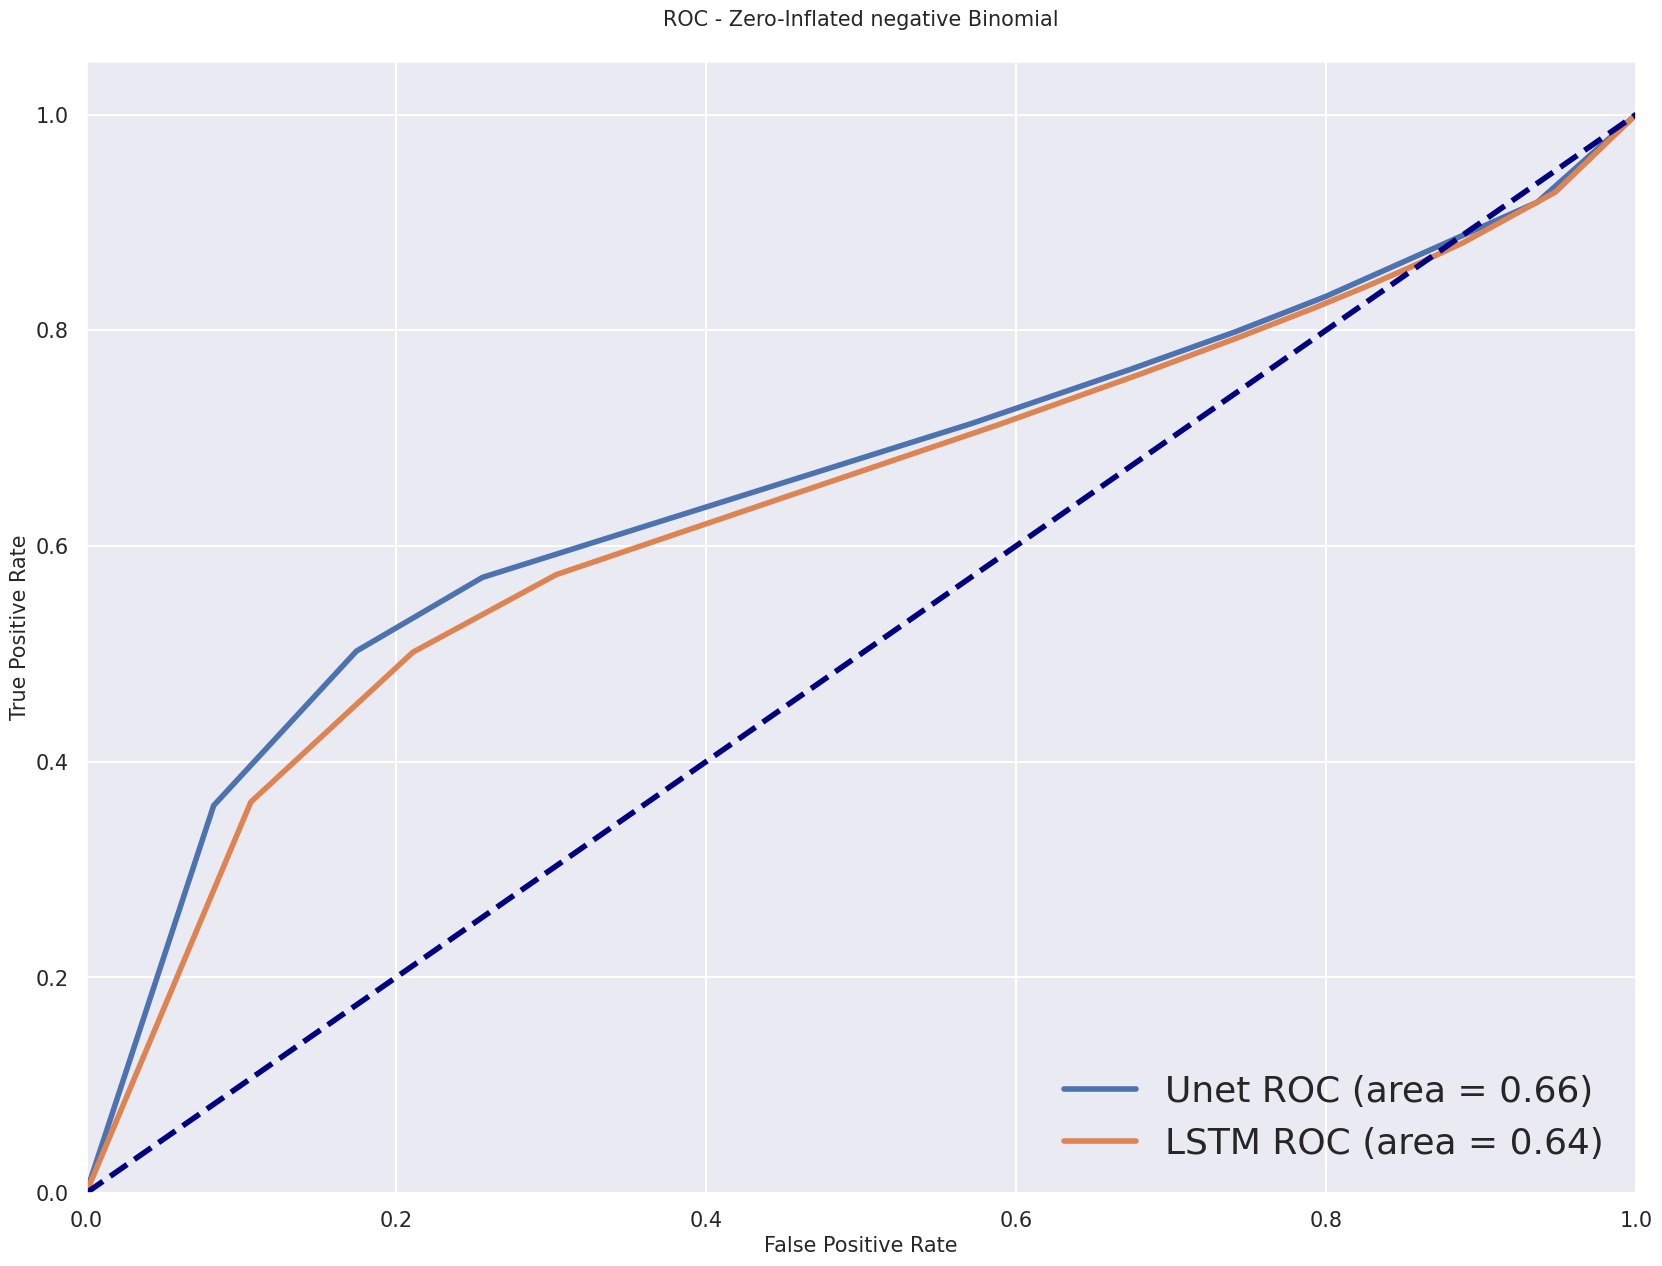 ROC - Zero-Inflated negative Binomial
True Positive Rate
1.0
0.8
0.6
0.4
0.2
0.0
Unet ROC (area = 0.66)
LSTM ROC (area = 0.64)
0.0 0.2 0.4 0.6 0.8 1.0
False Positive Rate